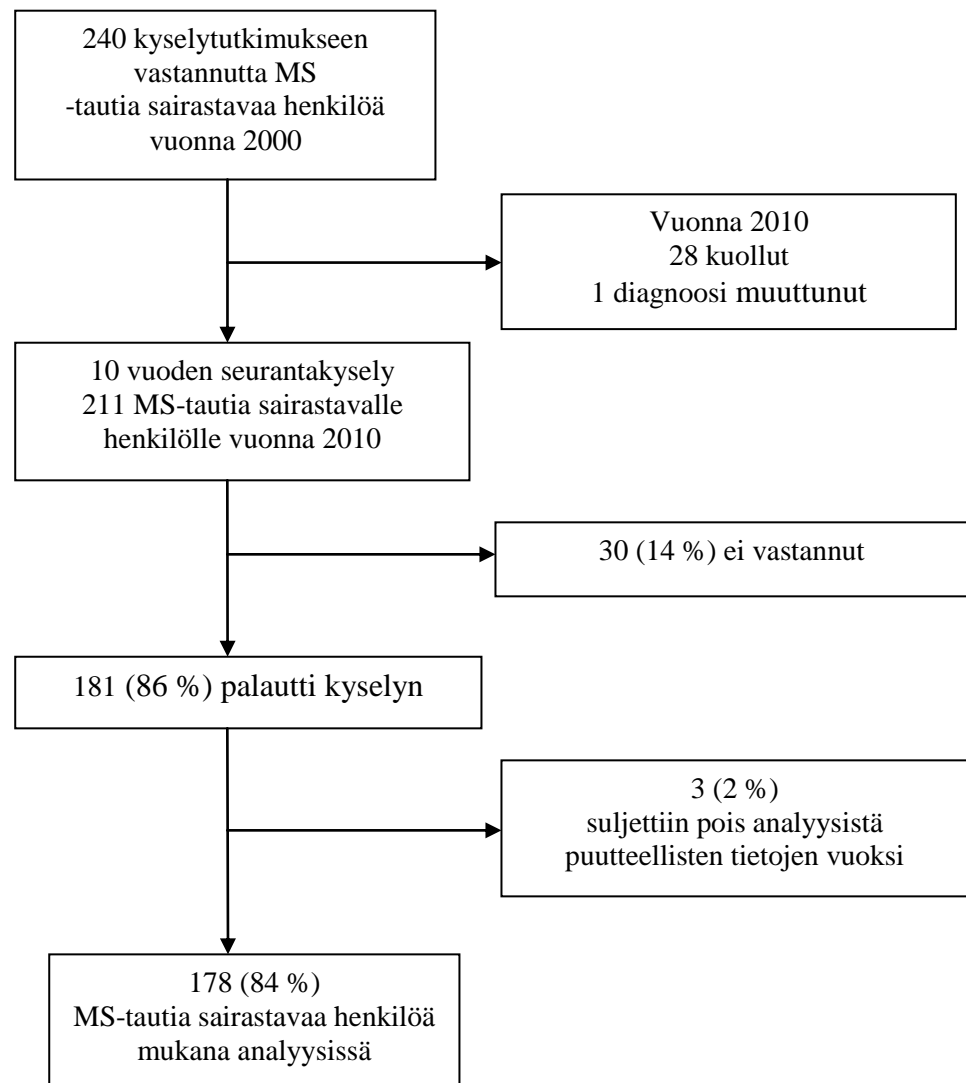 240 kyselytutkimukseen
vastannutta MS
-tautia sairastavaa henkilöä
vuonna 2000
Vuonna 2010
28 kuollut
1 diagnoosi muuttunut
10 vuoden seurantakysely
211 MS-tautia sairastavalle
henkilölle vuonna 2010
30 (14 %) ei vastannut
181 (86 %) palautti kyselyn
3 (2 %)
suljettiin pois analyysistä
puutteellisten tietojen vuoksi
178 (84 %)
MS-tautia sairastavaa henkilöä
mukana analyysissä